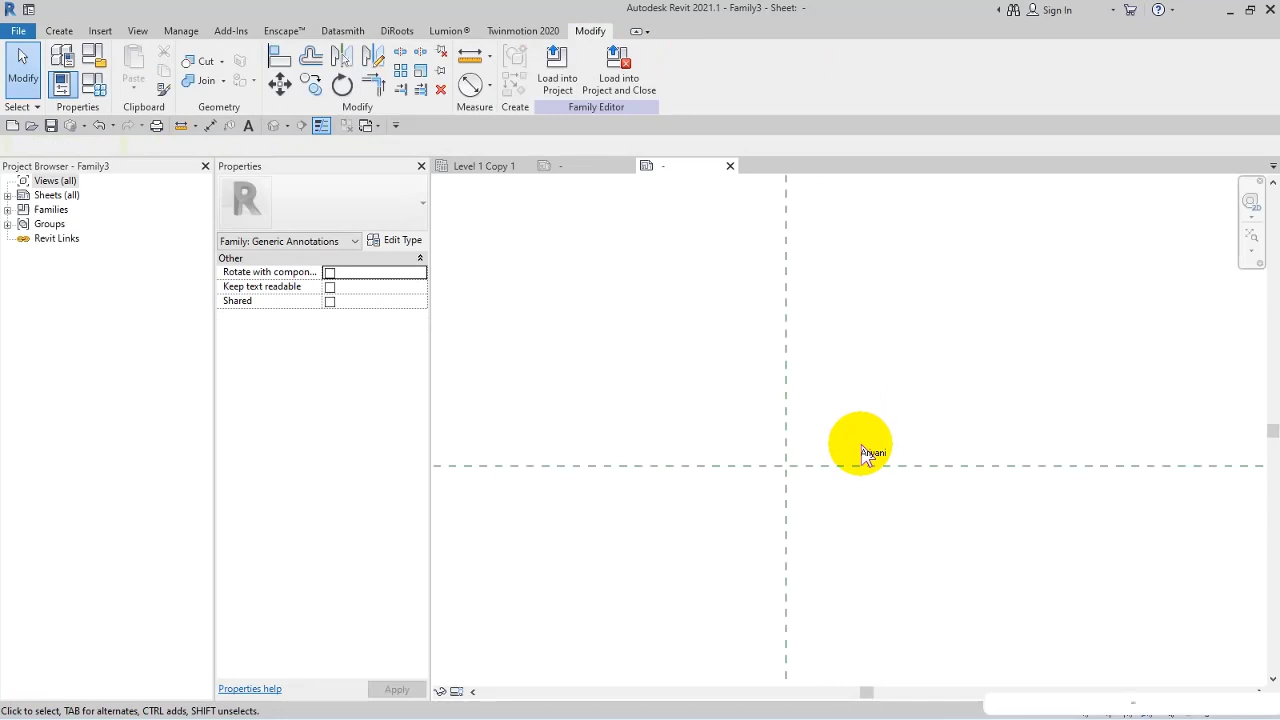 Autodesk Revit 2021.1 - Family3 - Sheet: -
Sign In
File Create Insert View Manage Add-Ins Enscape™ Datasmith DiRoots Lumion® Twinmotion 2020 Modify
Modify
Paste
Cut
Join
Load into Project
Load into Project and Close
Select Properties Clipboard Geometry Modify Measure Create Family Editor
A
Project Browser - Family3
Properties
Level 1 Copy 1
-
-
Views (all)
Sheets (all)
Families
Groups
Revit Links
R
Family: Generic Annotations
Edit Type
Other
Rotate with compon...
Keep text readable
Shared
2D
Properties help
Apply
Click to select, TAB for alternates, CTRL adds, SHIFT unselects.